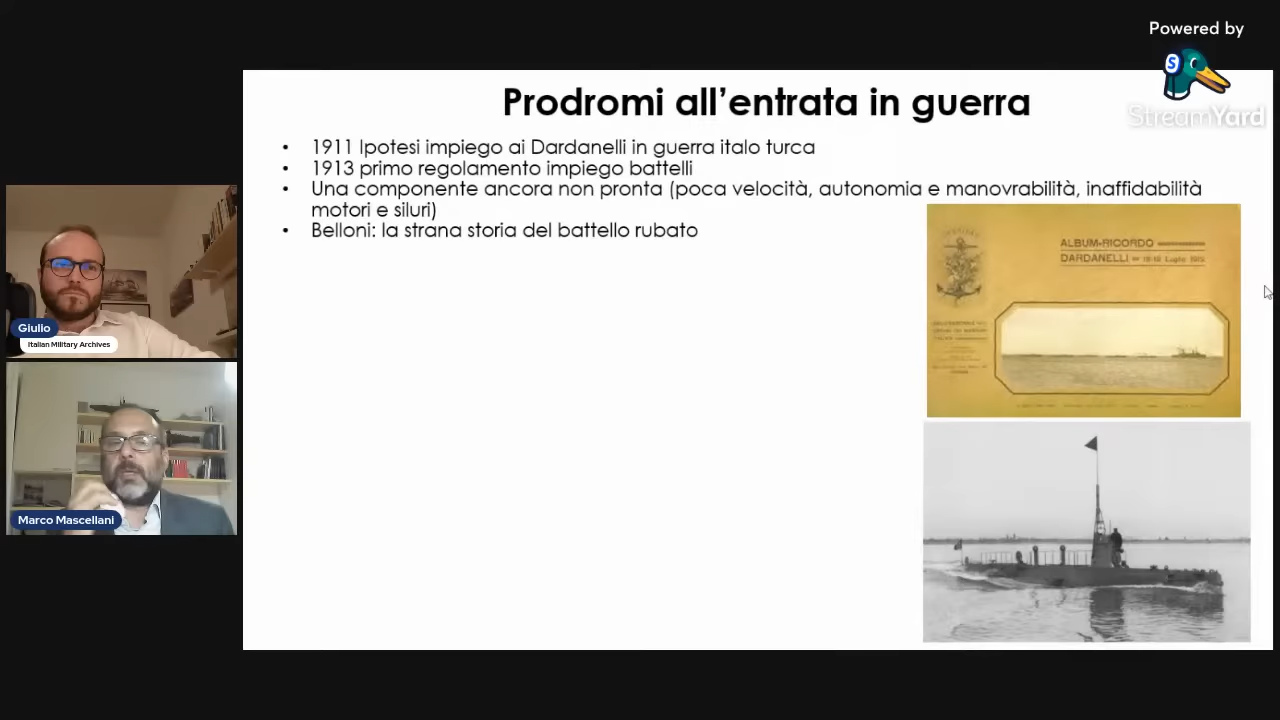 Powered by
StreamYard
Prodromi all’entrata in guerra
• 1911 Ipotesi impiego ai Dardanelli in guerra italo turca
• 1913 primo regolamento impiego battelli
• Una componente ancora non pronta (poca velocità, autonomia e manovrabilità, inaffidabilità
motori e siluri)
• Belloni: la strana storia del battello rubato
ALBUM-RICORDO
DARDANELLI
Luglio 1912
Giulio
Italian Military Archives
Marco Mascellani